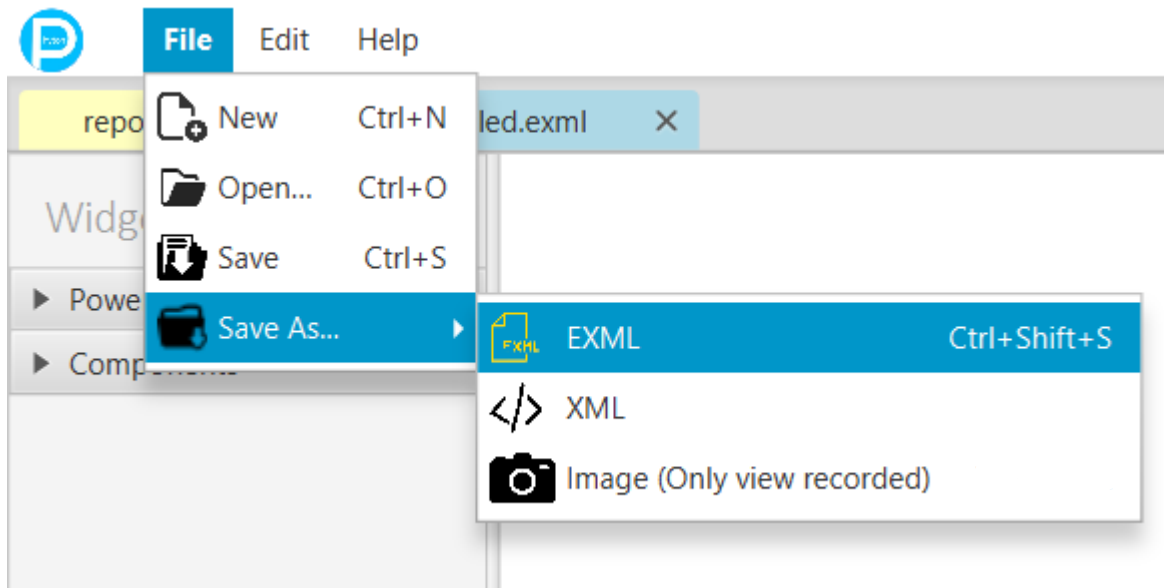 File Edit Help
repo
led.exml
New Ctrl+N
Open... Ctrl+O
Widg
Save Ctrl+S
Powe
Save As...
EXML Ctrl+Shift+S
EXML
Comp
XML
Image (Only view recorded)